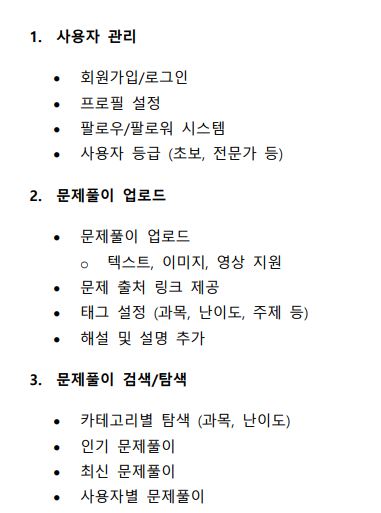 1. 사용자 관리
• 회원가입/로그인
• 프로필 설정
• 팔로우/팔로워 시스템
• 사용자 등급 (초보, 전문가 등)
2. 문제풀이 업로드
• 문제풀이 업로드
o 텍스트, 이미지, 영상 지원
• 문제 출처 링크 제공
• 태그 설정 (과목, 난이도, 주제 등)
• 해설 및 설명 추가
3. 문제풀이 검색/탐색
• 카테고리별 탐색 (과목, 난이도)
• 인기 문제풀이
• 최신 문제풀이
• 사용자별 문제풀이